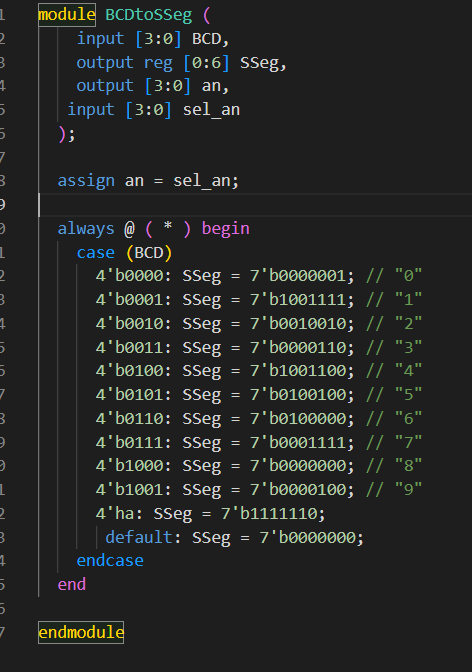 1 module BCDtoSSeg (
2 input [3:0] BCD,
3 output reg [0:6] SSeg,
4 output [3:0] an,
5 input [3:0] sel_an
6 );
7
8 assign an = sel_an;
9
0 always @ ( * ) begin
1 case (BCD)
2 4'b0000: SSeg = 7'b0000001; // "0"
3 4'b0001: SSeg = 7'b1001111; // "1"
4 4'b0010: SSeg = 7'b0010010; // "2"
5 4'b0011: SSeg = 7'b0000110; // "3"
6 4'b0100: SSeg = 7'b1001100; // "4"
7 4'b0101: SSeg = 7'b0100100; // "5"
8 4'b0110: SSeg = 7'b0100000; // "6"
9 4'b0111: SSeg = 7'b0001111; // "7"
0 4'b1000: SSeg = 7'b0000000; // "8"
1 4'b1001: SSeg = 7'b0000100; // "9"
2 4'ha: SSeg = 7'b1111110;
3 default: SSeg = 7'b0000000;
4 endcase
5 end
6
7 endmodule